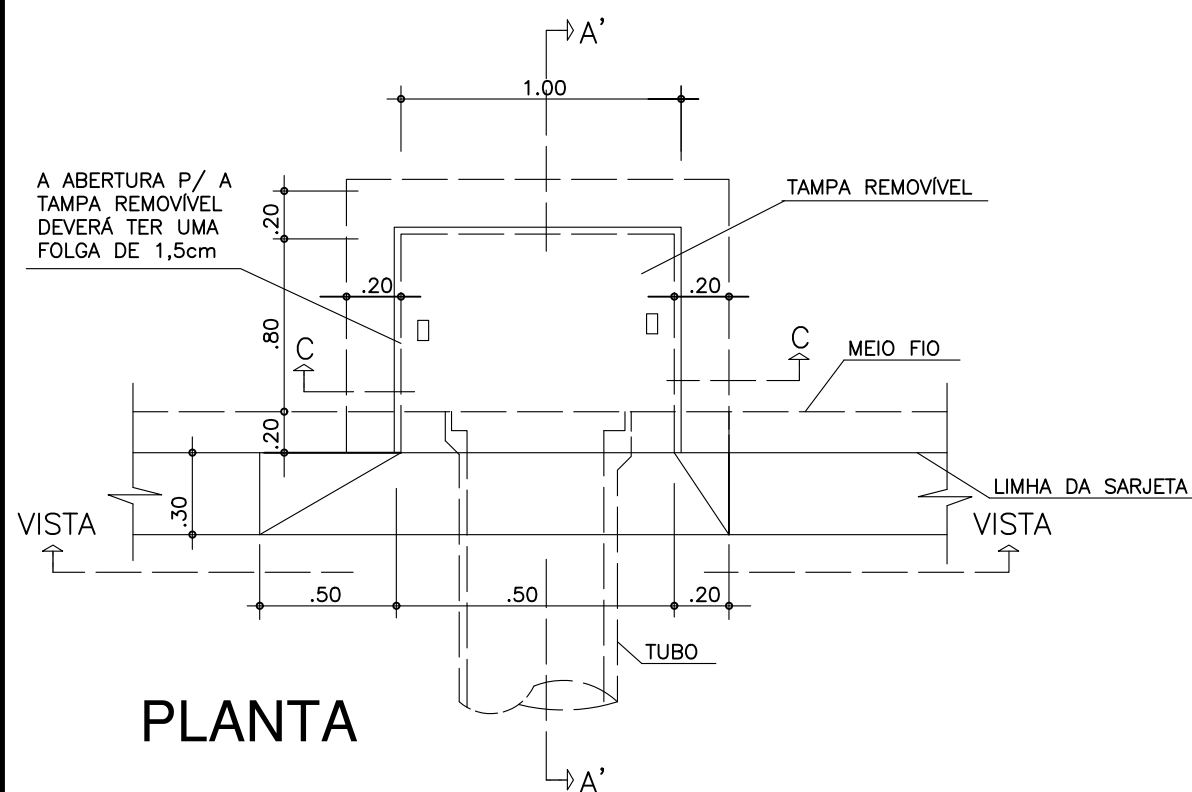 A'
1.00
A ABERTURA P/ A
TAMPA REMOVÍVEL
DEVERÁ TER UMA
FOLGA DE 1,5cm
TAMPA REMOVÍVEL
.20
.20
.20
.80
C
C
MEIO FIO
.20
LIMHA DA SARJETA
.30
VISTA
VISTA
.50
.50
.20
TUBO
PLANTA
A'